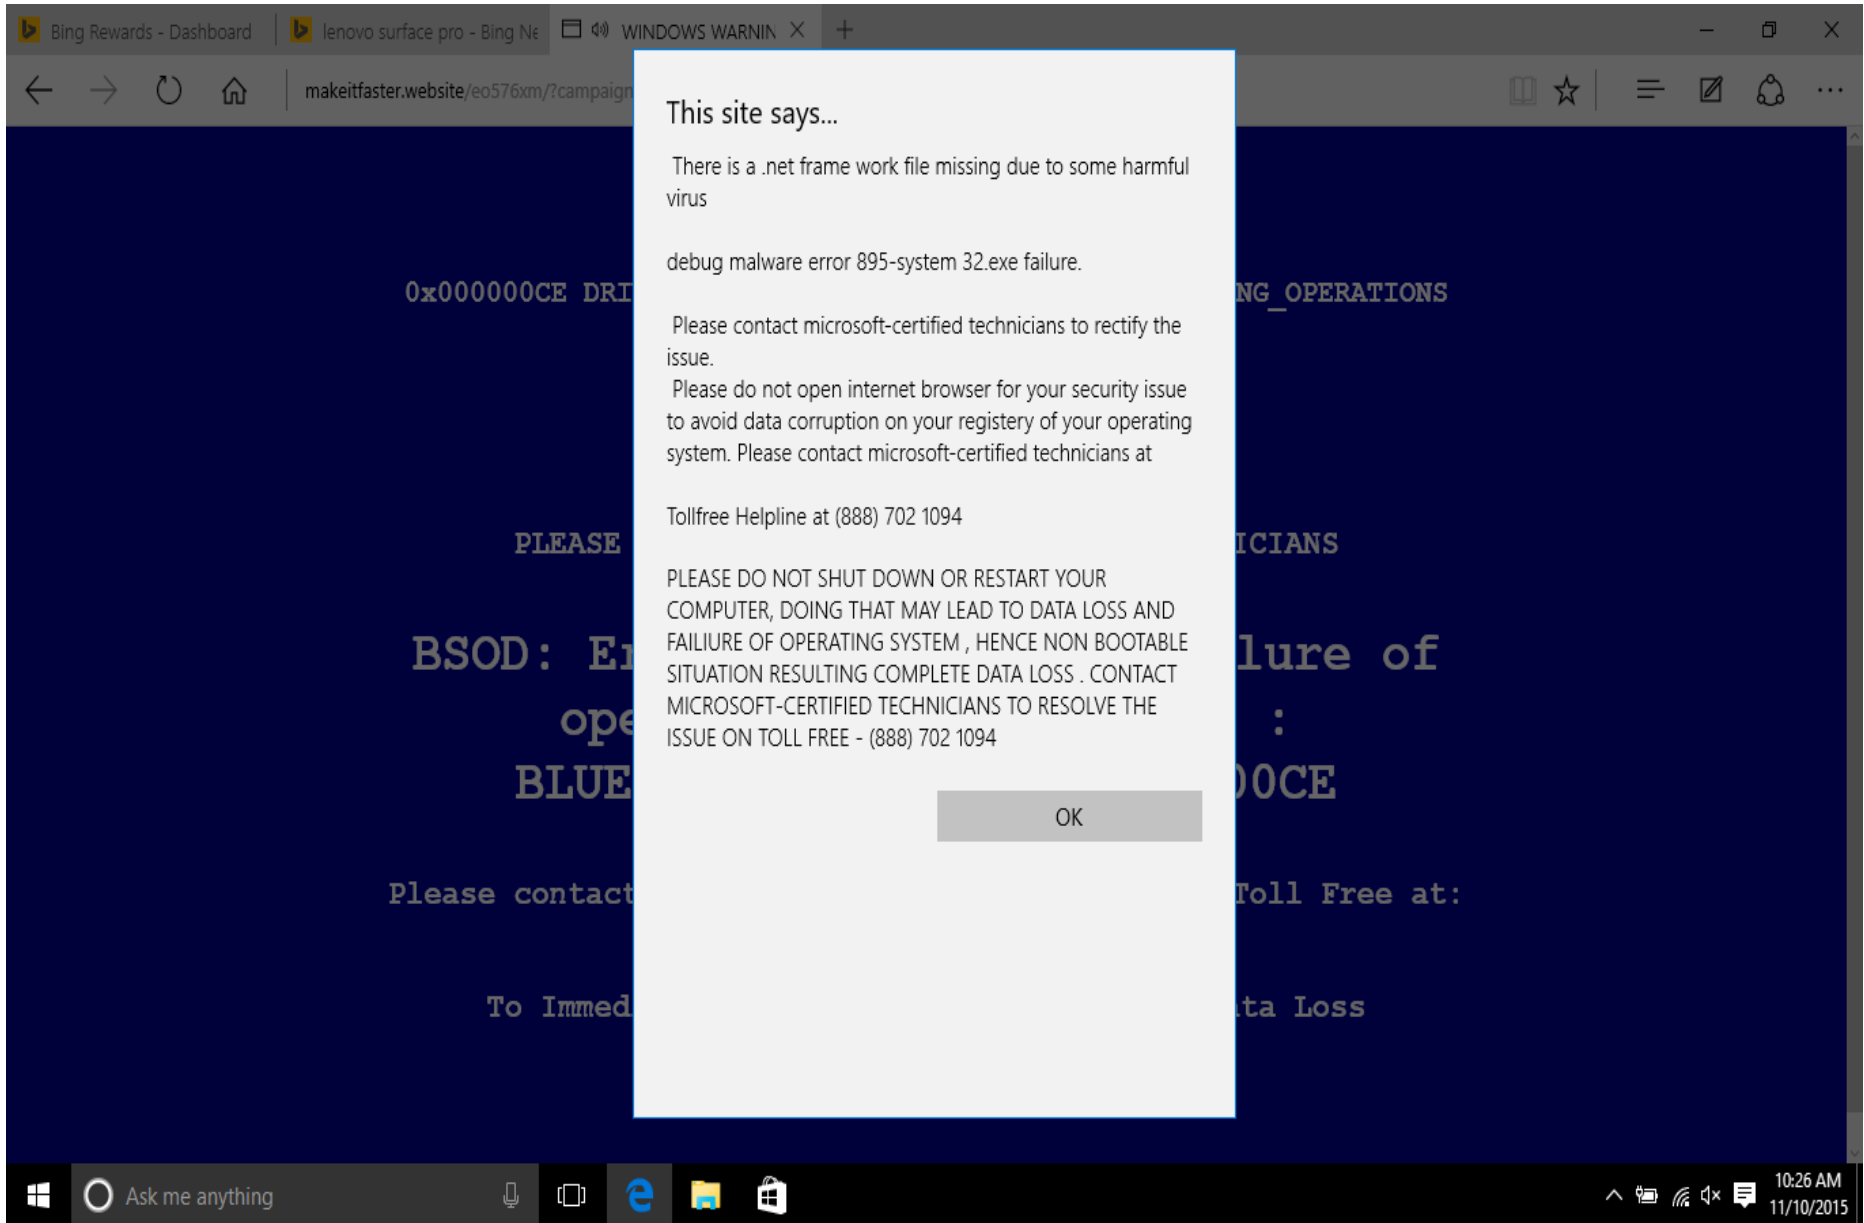 Bing Rewards - Dashboard
lenovo surface pro - Bing Ne
WINDOWS WARNIN
makeitfaster.website/eo576xm/?campaign
This site says...
There is a .net frame work file missing due to some harmful
virus
debug malware error 895-system 32.exe failure.
Please contact microsoft-certified technicians to rectify the
issue.
Please do not open internet browser for your security issue
to avoid data corruption on your registery of your operating
system. Please contact microsoft-certified technicians at
Tollfree Helpline at (888) 702 1094
PLEASE DO NOT SHUT DOWN OR RESTART YOUR
COMPUTER, DOING THAT MAY LEAD TO DATA LOSS AND
FAILIURE OF OPERATING SYSTEM , HENCE NON BOOTABLE
SITUATION RESULTING COMPLETE DATA LOSS . CONTACT
MICROSOFT-CERTIFIED TECHNICIANS TO RESOLVE THE
ISSUE ON TOLL FREE - (888) 702 1094
OK
0x000000CE DRI NG_OPERATIONS
PLEASE ICIANS
BSOD: Er lure of
ope :
BLUE 00CE
Please contact Toll Free at:
To Immed ta Loss
Ask me anything
10:26 AM
11/10/2015